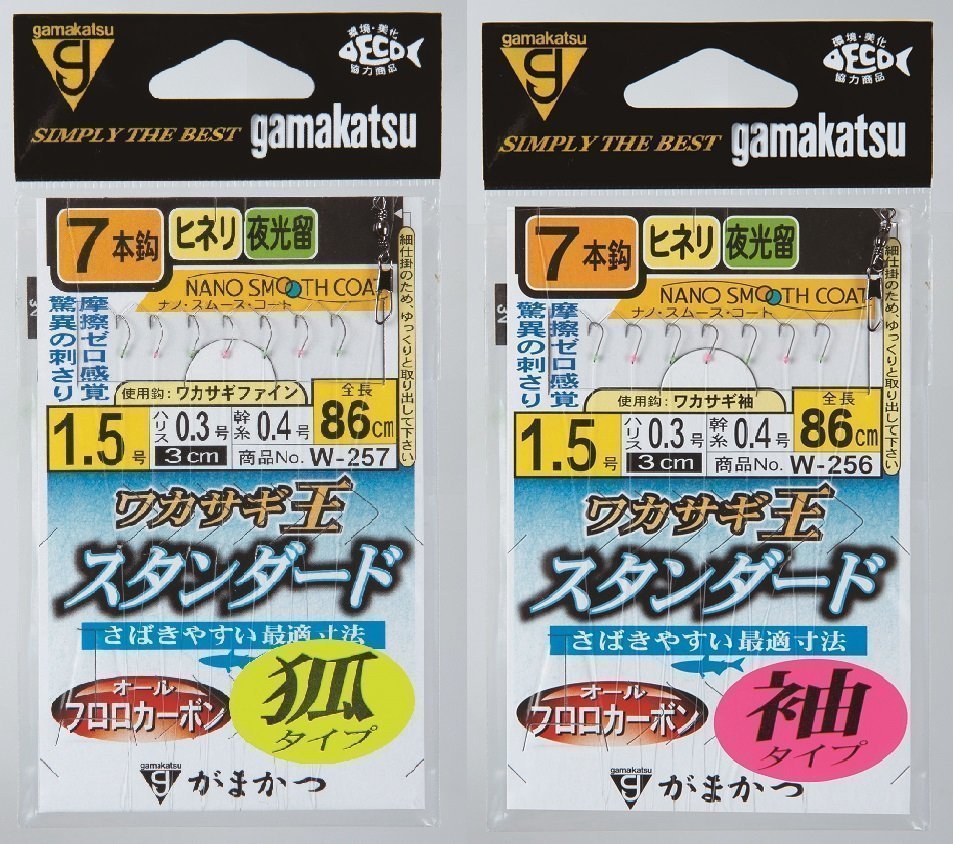 gamakatsu
g
環境・美化
ECO
協力商品
SIMPLY THE BEST
gamakatsu
7本鈎
ヒネリ
夜光留
細仕掛のため、ゆっくりと取り出して下さい
NANO SMOOTH COAT
ナノ・スムース・コート
摩擦ゼロ感覚
驚異の刺さり
使用鈎:ワカサギファイン
1.5号
ハリス0.3号
幹糸0.4号
全長
86cm
3cm
商品No. W-257
ワカサギ王
スタンダード
さばきやすい最適寸法
オール
フロロカーボン
狐
タイプ
gamakatsu
がまかつ
gamakatsu
g
環境・美化
ECO
協力商品
SIMPLY THE BEST
gamakatsu
7本鈎
ヒネリ
夜光留
細仕掛のため、ゆっくりと取り出して下さい
NANO SMOOTH COAT
ナノ・スムース・コート
摩擦ゼロ感覚
驚異の刺さり
使用鈎:ワカサギ袖
1.5号
ハリス0.3号
幹糸0.4号
全長
86cm
3cm
商品No. W-256
ワカサギ王
スタンダード
さばきやすい最適寸法
オール
フロロカーボン
袖
タイプ
gamakatsu
がまかつ